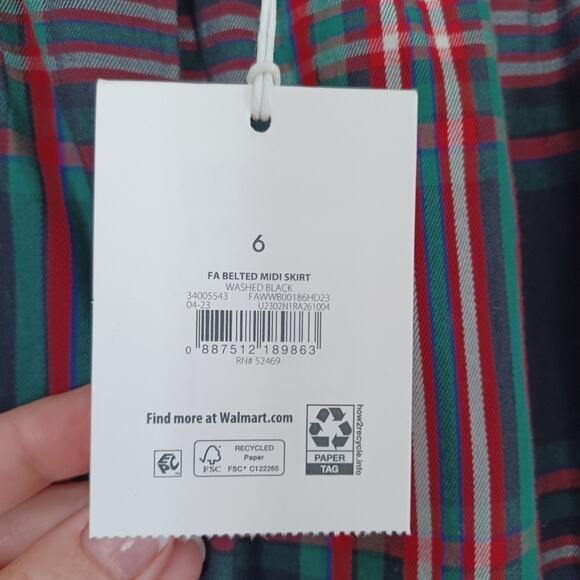 6
FA BELTED MIDI SKIRT
WASHED BLACK
34005543 FAWWB00186HD23
04-23 U2302N1RA261004
0 887512 189863
RN# 52469
Find more at Walmart.com
EPC
FSC
RECYCLED
Paper
FSC® C122265
PAPER
TAG
how2recycle.info